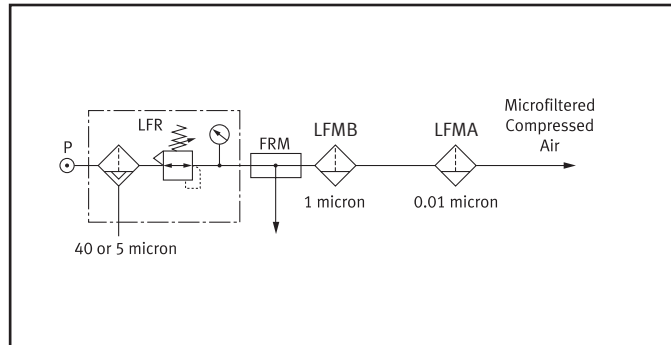 LFR
P
FRM
LFMB
LFMA
Microfiltered
Compressed
Air
40 or 5 micron
1 micron
0.01 micron